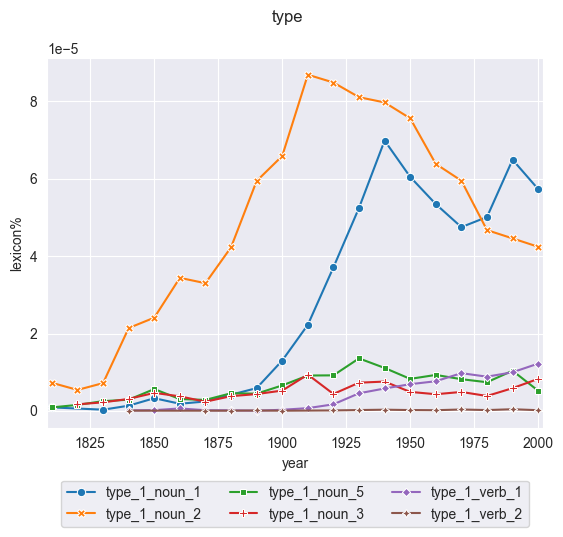 type
1e−5
8
6
4
2
0
lexicon%
1825 1850 1875 1900 1925 1950 1975 2000
year
type_1_noun_1 type_1_noun_5 type_1_verb_1
type_1_noun_2 type_1_noun_3 type_1_verb_2